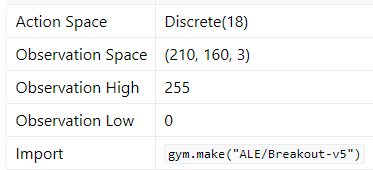 Action Space Discrete(18)
Observation Space (210, 160, 3)
Observation High 255
Observation Low 0
Import gym.make("ALE/Breakout-v5")